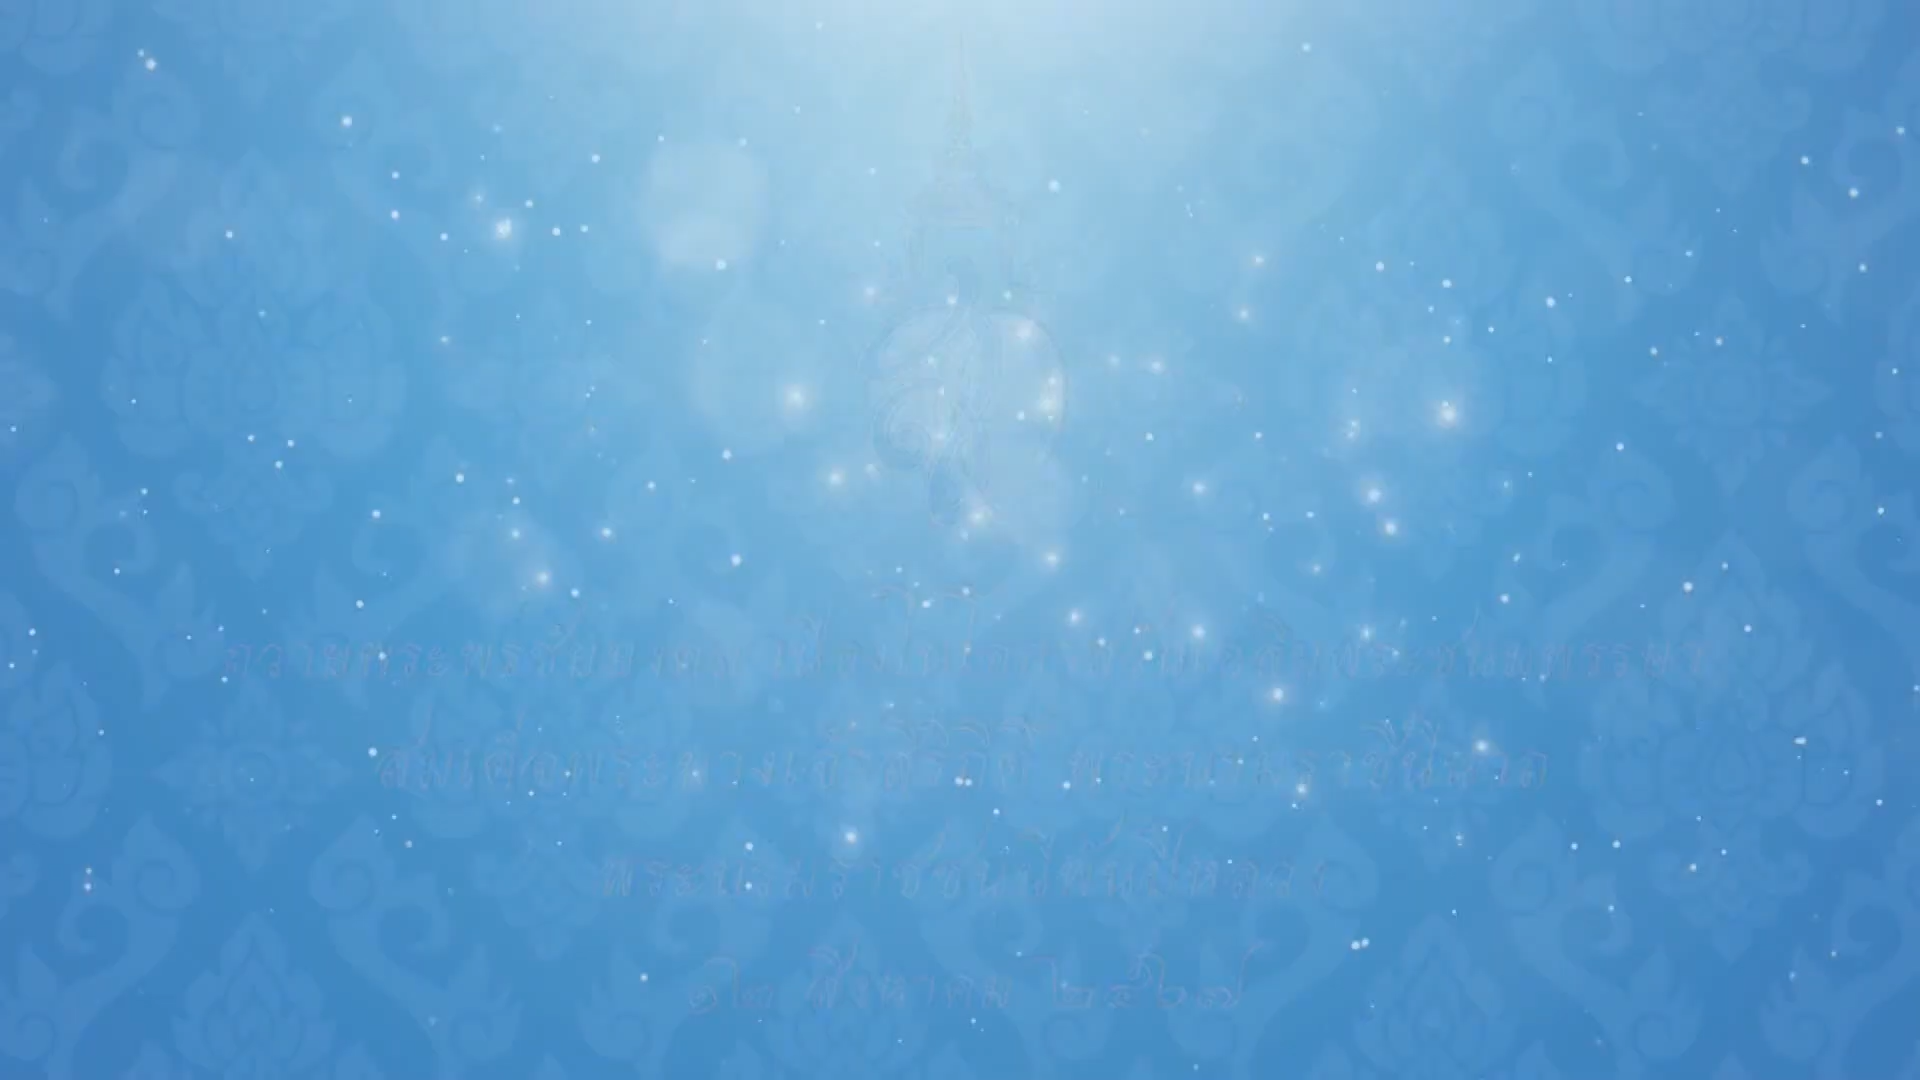 ถวายพระพรชัยมงคลเนื่องในโอกาสวันเฉลิมพระชนมพรรษา
สมเด็จพระนางเจ้าสิริกิติ์ พระบรมราชินีนาถ
พระบรมราชชนนีพันปีหลวง
๑๒ สิงหาคม ๒๕๖๗